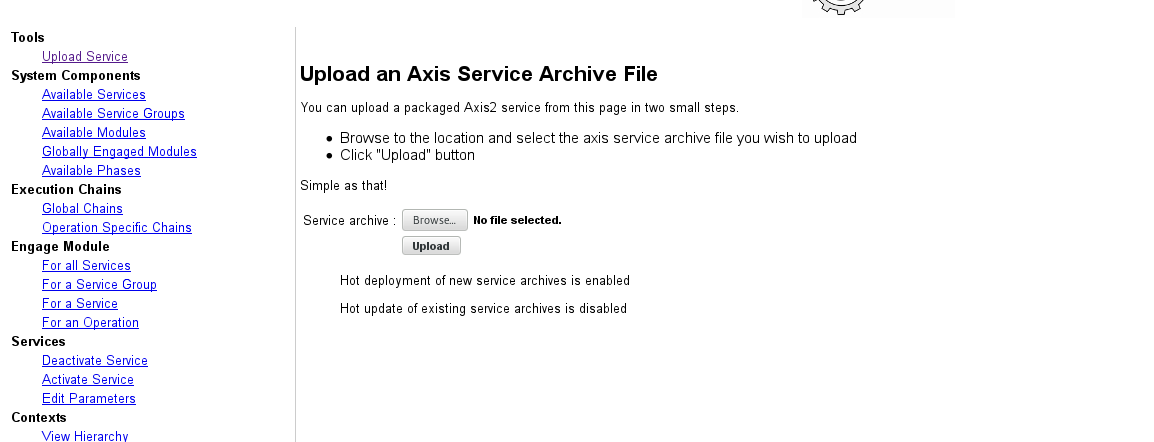 Tools
Upload Service
System Components
Available Services
Available Service Groups
Available Modules
Globally Engaged Modules
Available Phases
Execution Chains
Global Chains
Operation Specific Chains
Engage Module
For all Services
For a Service Group
For a Service
For an Operation
Services
Deactivate Service
Activate Service
Edit Parameters
Contexts
View Hierarchy
Upload an Axis Service Archive File
You can upload a packaged Axis2 service from this page in two small steps.
• Browse to the location and select the axis service archive file you wish to upload
• Click "Upload" button
Simple as that!
Service archive : Browse... No file selected.
Upload
Hot deployment of new service archives is enabled
Hot update of existing service archives is disabled